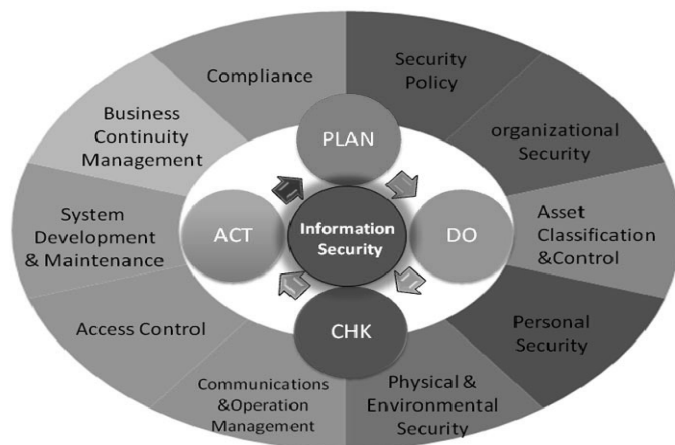 Compliance
Security
Policy
organizational
Security
Asset
Classification
&Control
Personal
Security
Physical &
Environmental
Security
Communications
&Operation
Management
Access Control
System
Development
& Maintenance
Business
Continuity
Management
PLAN
DO
CHK
ACT
Information
Security